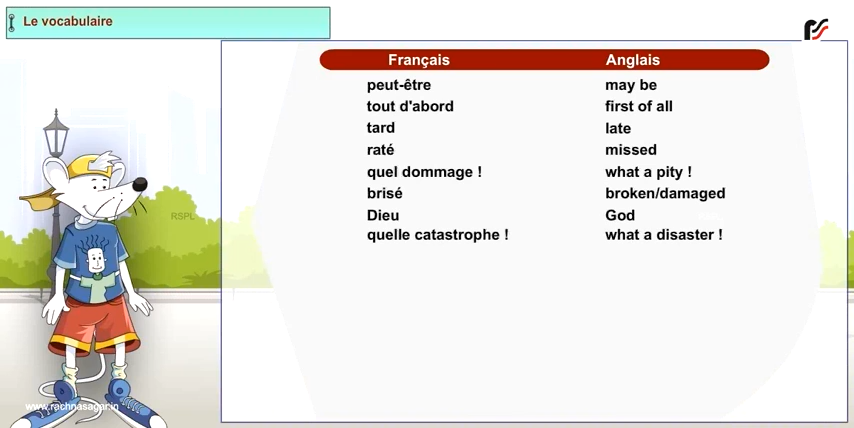 Le vocabulaire
Français Anglais
peut-être may be
tout d'abord first of all
tard late
raté missed
quel dommage ! what a pity !
brisé broken/damaged
Dieu God
quelle catastrophe ! what a disaster !
RSPL
www.rachnasagar.in